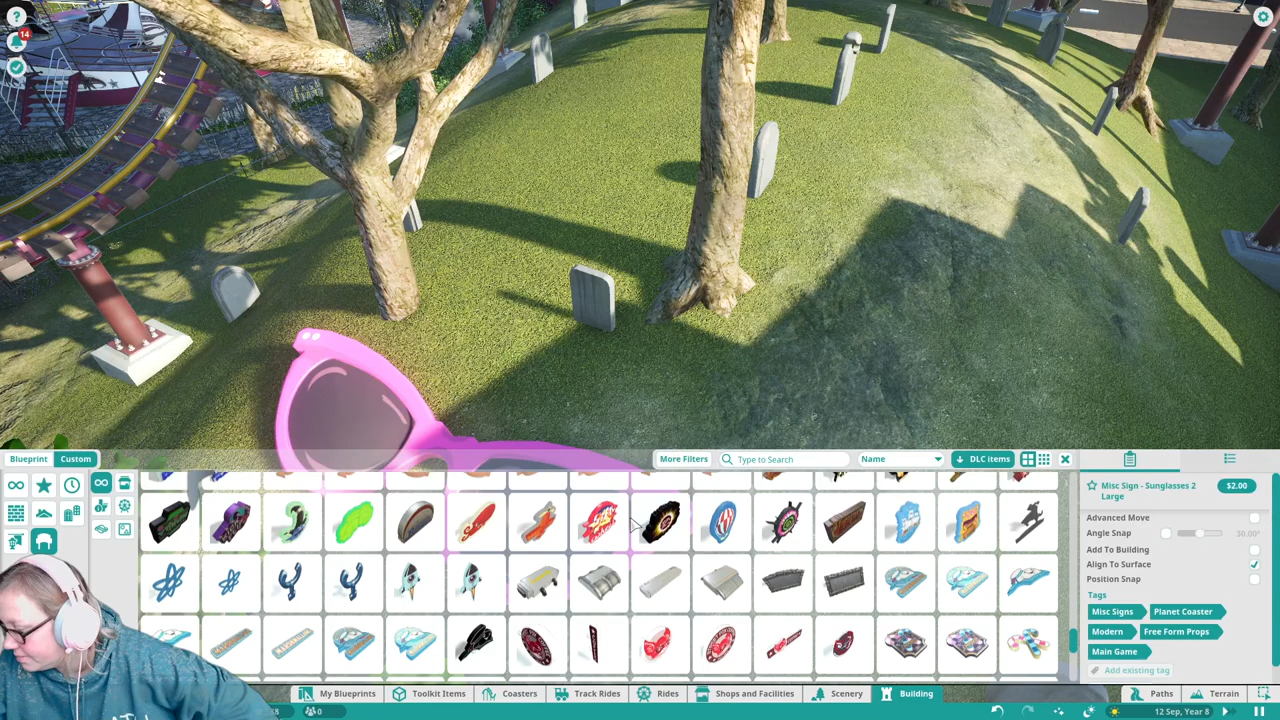 14
Blueprint
Custom
More Filters
Type to Search
Name
DLC items
Misc Sign - Sunglasses 2
Large
$2.00
Advanced Move
Angle Snap
30.00°
Add To Building
Align To Surface
Position Snap
Tags
Misc Signs
Planet Coaster
Modern
Free Form Props
Main Game
Add existing tag
My Blueprints
Toolkit Items
Coasters
Track Rides
Rides
Shops and Facilities
Scenery
Building
Paths
Terrain
0
12 Sep, Year 8